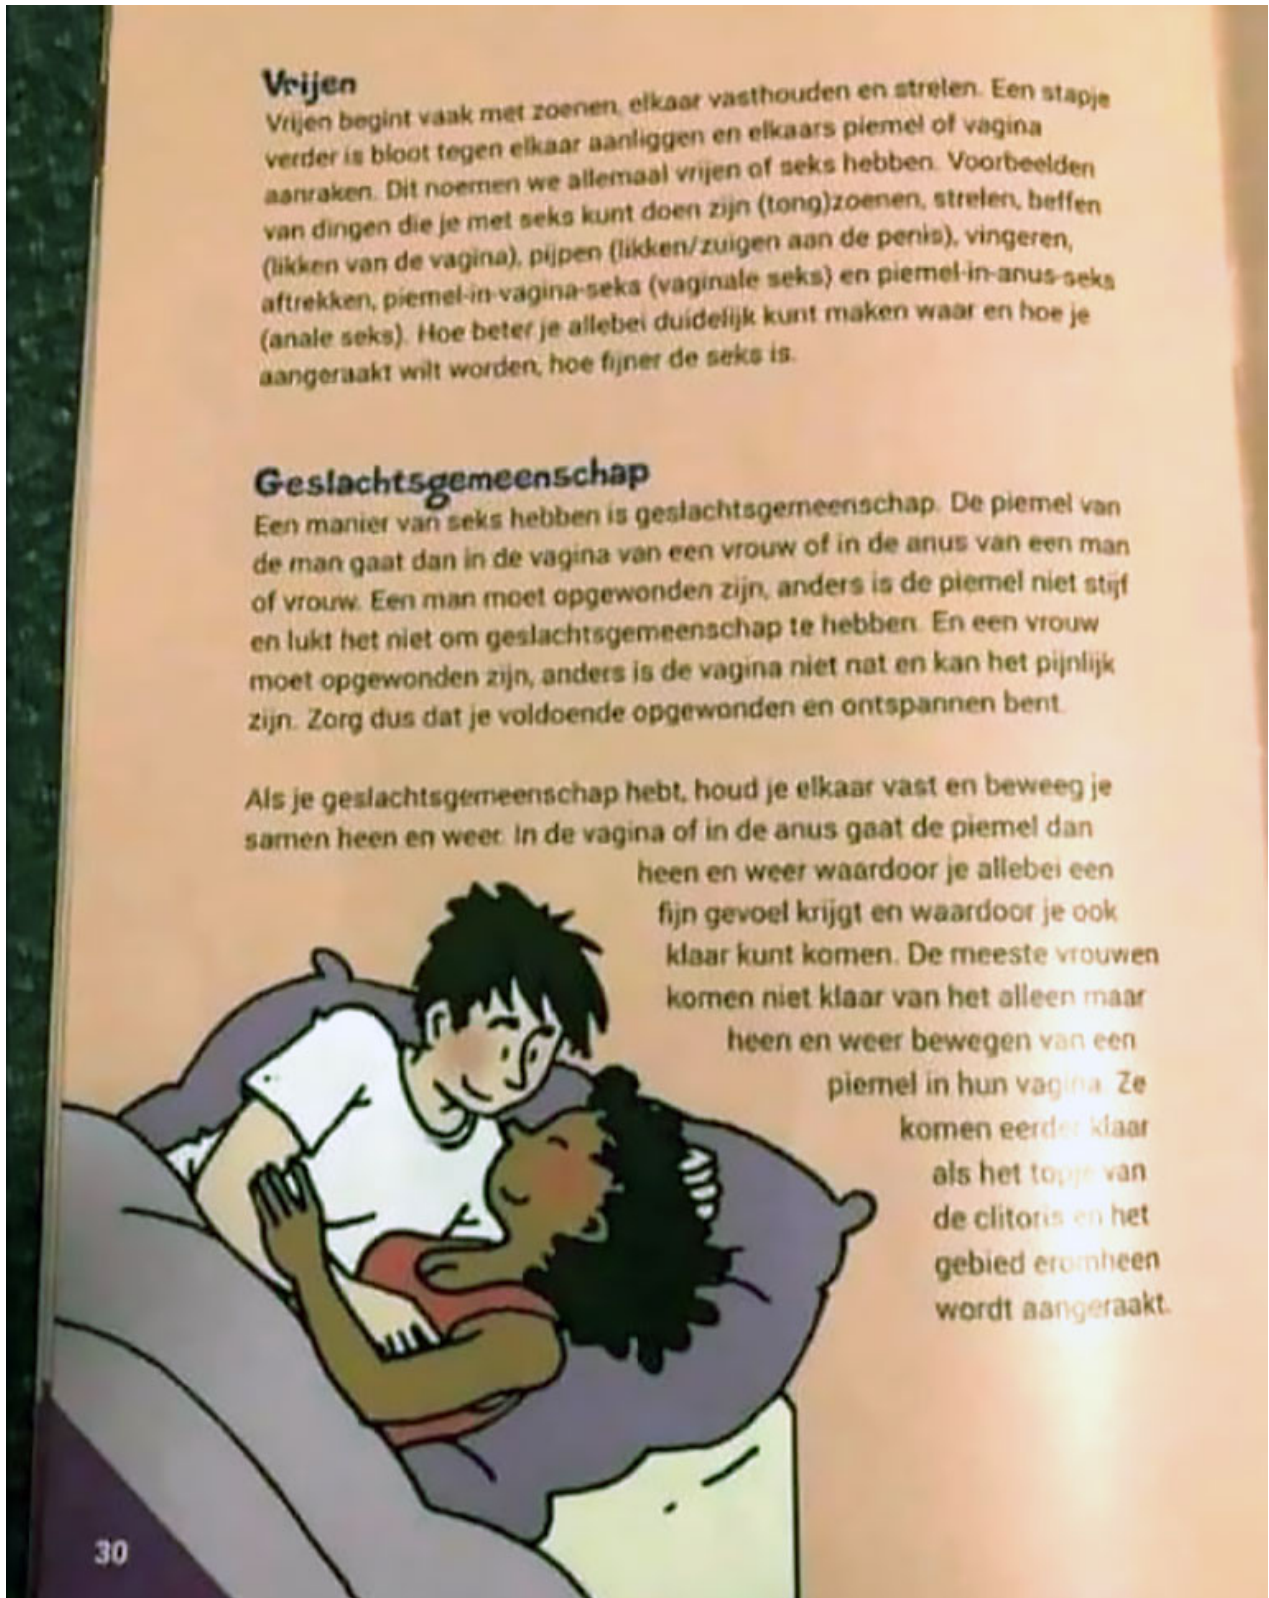 Vrijen
Vrijen begint vaak met zoenen, elkaar vasthouden en strelen. Een stapje
verder is bloot tegen elkaar aanliggen en elkaars piemel of vagina
aanraken. Dit noemen we allemaal vrijen of seks hebben. Voorbeelden
van dingen die je met seks kunt doen zijn (tong)zoenen, strelen, beffen
(likken van de vagina), pijpen (likken/zuigen aan de penis), vingeren,
aftrekken, piemel-in-vagina-seks (vaginale seks) en piemel-in-anus-seks
(anale seks). Hoe beter je allebei duidelijk kunt maken waar en hoe je
aangeraakt wilt worden, hoe fijner de seks is.
Geslachtsgemeenschap
Een manier van seks hebben is geslachtsgemeenschap. De piemel van
de man gaat dan in de vagina van een vrouw of in de anus van een man
of vrouw. Een man moet opgewonden zijn, anders is de piemel niet stijf
en lukt het niet om geslachtsgemeenschap te hebben. En een vrouw
moet opgewonden zijn, anders is de vagina niet nat en kan het pijnlijk
zijn. Zorg dus dat je voldoende opgewonden en ontspannen bent.
Als je geslachtsgemeenschap hebt, houd je elkaar vast en beweeg je
samen heen en weer. In de vagina of in de anus gaat de piemel dan
heen en weer waardoor je allebei een
fijn gevoel krijgt en waardoor je ook
klaar kunt komen. De meeste vrouwen
komen niet klaar van het alleen maar
heen en weer bewegen van een
piemel in hun vagina. Ze
komen eerder klaar
als het topje van
de clitoris en het
gebied eromheen
wordt aangeraakt.
30